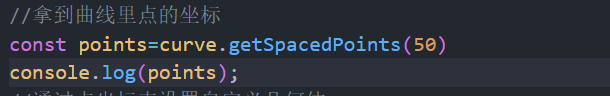 //拿到曲线里点的坐标
const points=curve.getSpacedPoints(50)
console.log(points);